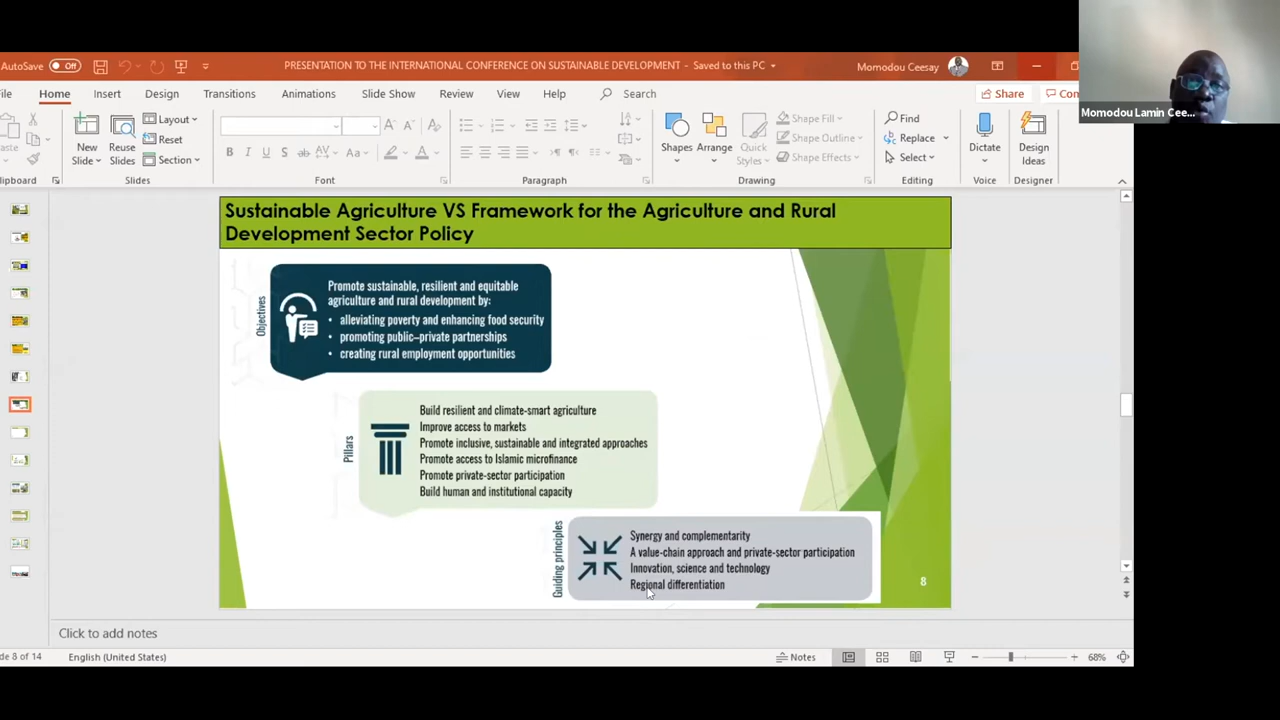 AutoSave Off
PRESENTATION TO THE INTERNATIONAL CONFERENCE ON SUSTAINABLE DEVELOPMENT - Saved to this PC
Momodou Ceesay
Momodou Lamin Cee...
ile Home Insert Design Transitions Animations Slide Show Review View Help Search Share Com
aste
New Slides
Reuse Slides
Layout
Reset
Section
Shapes
Arrange
Quick Styles
Shape Fill
Shape Outline
Shape Effects
Find
Replace
Select
Dictate
Design Ideas
lipboard Slides Font Paragraph Drawing Editing Voice Designer
Sustainable Agriculture VS Framework for the Agriculture and Rural
Development Sector Policy
Objectives
Promote sustainable, resilient and equitable
agriculture and rural development by:
• alleviating poverty and enhancing food security
• promoting public–private partnerships
• creating rural employment opportunities
Pillars
Build resilient and climate-smart agriculture
Improve access to markets
Promote inclusive, sustainable and integrated approaches
Promote access to Islamic microfinance
Promote private-sector participation
Build human and institutional capacity
Guiding principles
Synergy and complementarity
A value-chain approach and private-sector participation
Innovation, science and technology
Regional differentiation
8
Click to add notes
de 8 of 14 English (United States) Notes 68%